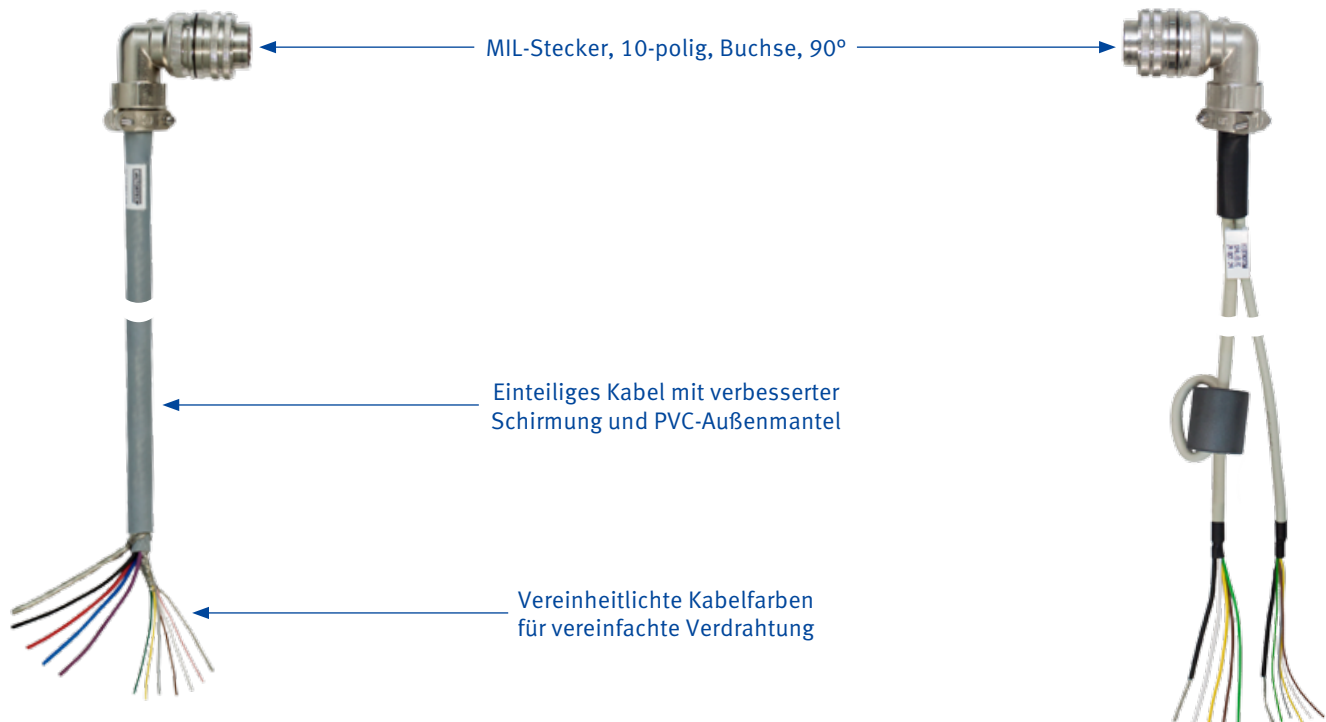 MIL-Stecker, 10-polig, Buchse, 90°
Einteiliges Kabel mit verbesserter
Schirmung und PVC-Außenmantel
Vereinheitlichte Kabelfarben
für vereinfachte Verdrahtung